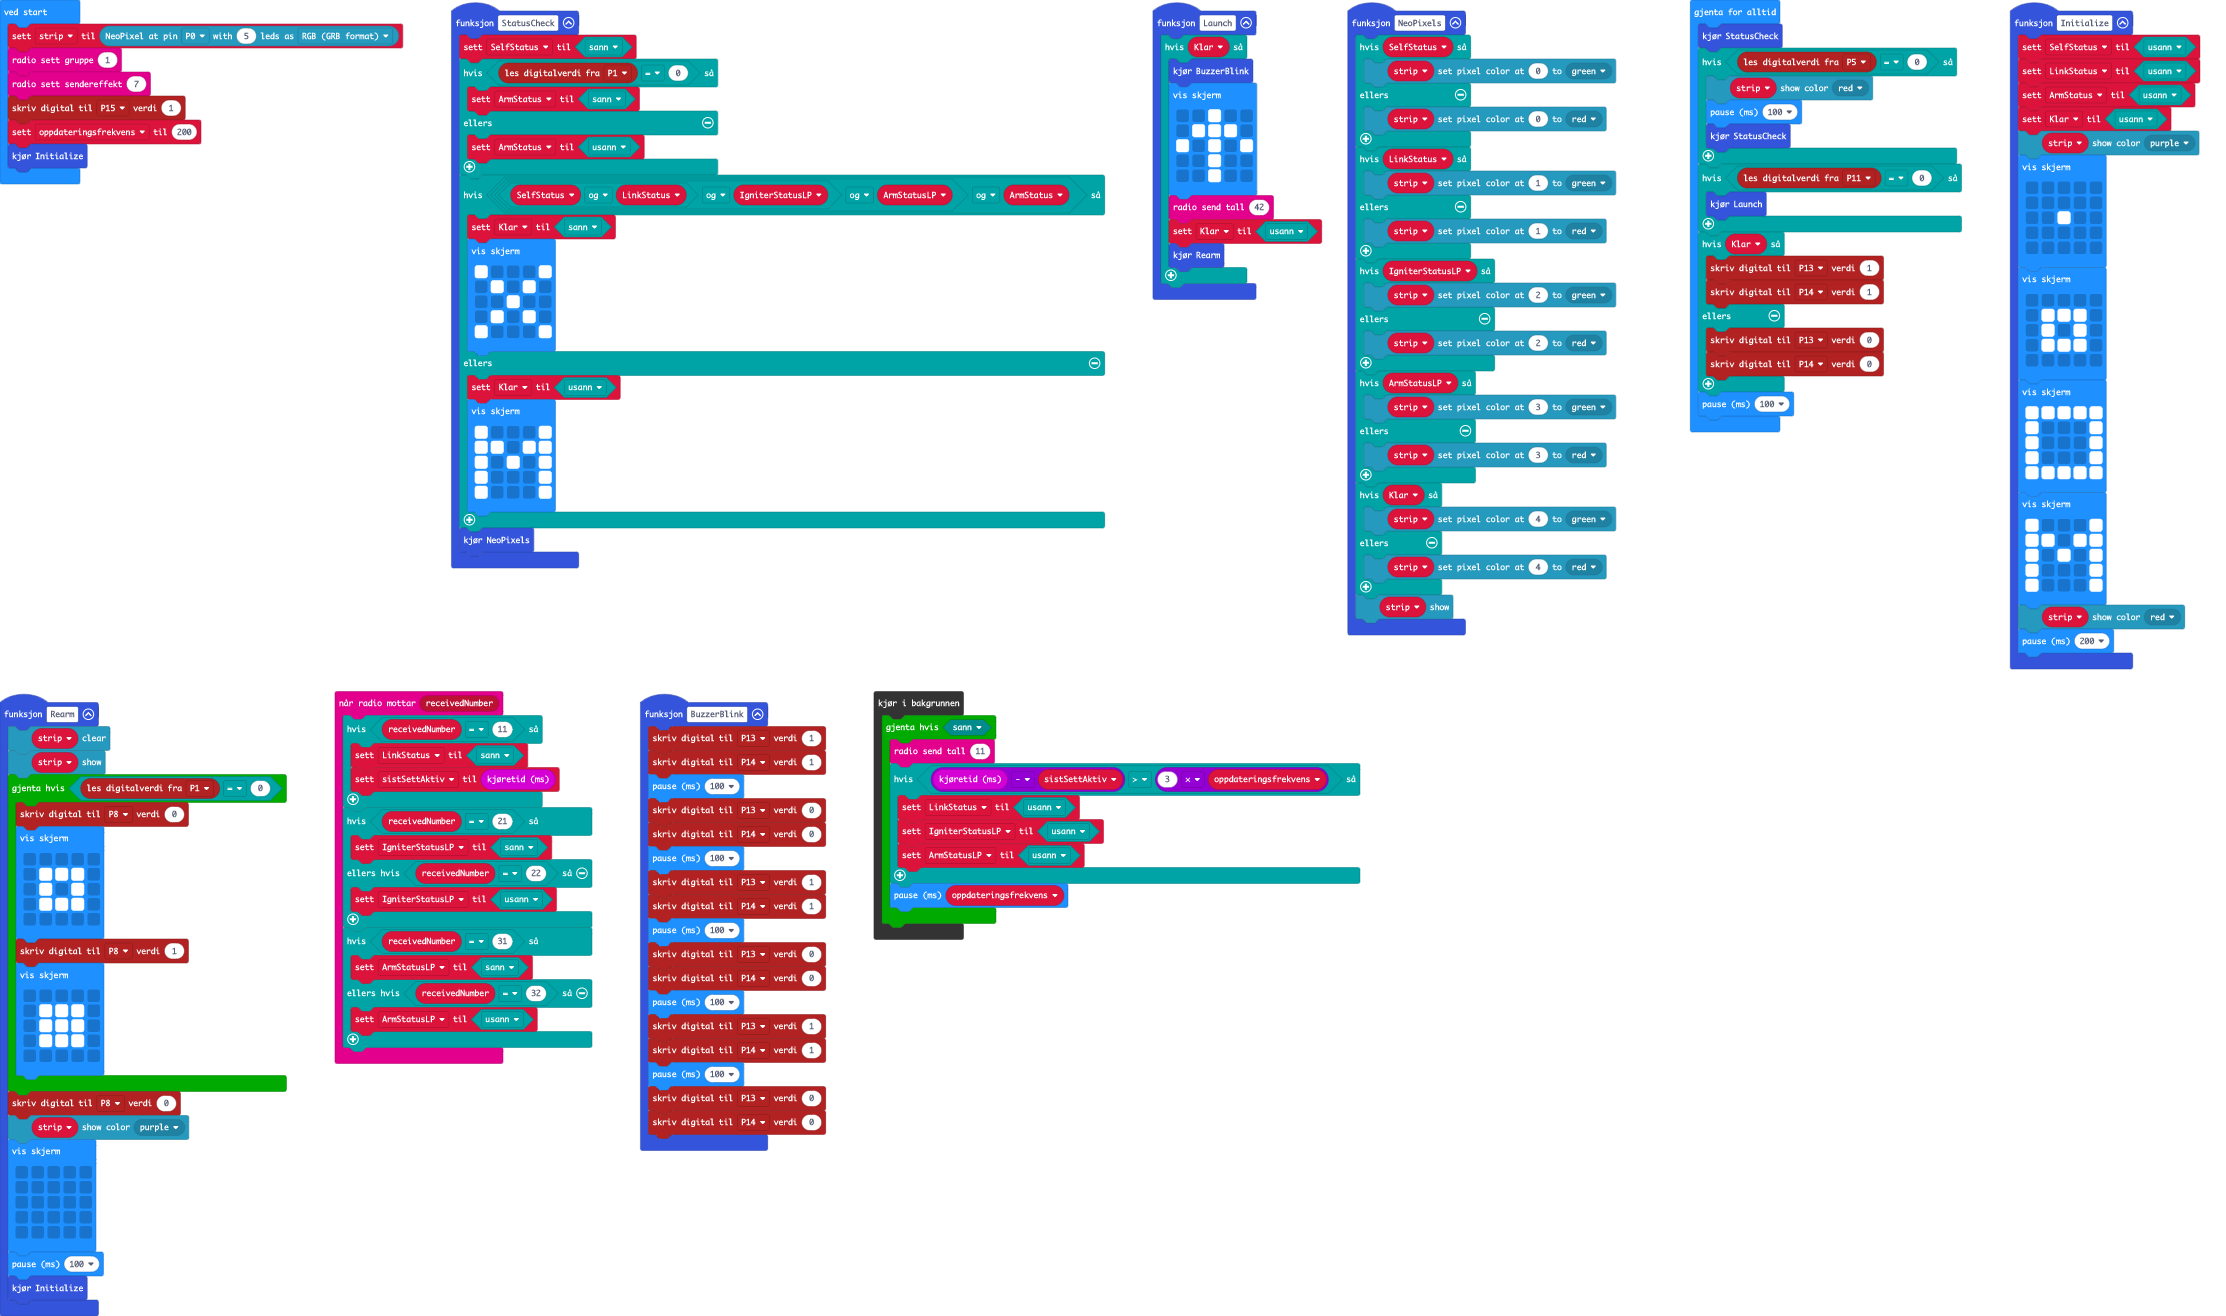 ved start
sett strip til NeoPixel at pin P0 with 5 leds as RGB (GRB format)
radio sett gruppe 1
radio sett sendereffekt 7
skriv digital til P15 verdi 1
sett oppdateringsfrekvens til 200
kjør Initialize
funksjon StatusCheck
sett SelfStatus til sann
hvis les digitalverdi fra P1 = 0 så
sett ArmStatus til sann
ellers
sett ArmStatus til usann
hvis SelfStatus og LinkStatus og IgniterStatusLP og ArmStatusLP og ArmStatus så
sett Klar til sann
vis skjerm
ellers
sett Klar til usann
vis skjerm
kjør NeoPixels
funksjon Launch
hvis Klar så
kjør BuzzerBlink
vis skjerm
radio send tall 42
sett Klar til usann
kjør Rearm
funksjon NeoPixels
hvis SelfStatus så
strip set pixel color at 0 to green
ellers
strip set pixel color at 0 to red
hvis LinkStatus så
strip set pixel color at 1 to green
ellers
strip set pixel color at 1 to red
hvis IgniterStatusLP så
strip set pixel color at 2 to green
ellers
strip set pixel color at 2 to red
hvis ArmStatusLP så
strip set pixel color at 3 to green
ellers
strip set pixel color at 3 to red
hvis Klar så
strip set pixel color at 4 to green
ellers
strip set pixel color at 4 to red
strip show
gjenta for alltid
kjør StatusCheck
hvis les digitalverdi fra P5 = 0 så
strip show color red
pause (ms) 100
kjør StatusCheck
hvis les digitalverdi fra P11 = 0 så
kjør Launch
hvis Klar så
skriv digital til P13 verdi 1
skriv digital til P14 verdi 1
ellers
skriv digital til P13 verdi 0
skriv digital til P14 verdi 0
pause (ms) 100
funksjon Initialize
sett SelfStatus til usann
sett LinkStatus til usann
sett ArmStatus til usann
sett Klar til usann
strip show color purple
vis skjerm
vis skjerm
vis skjerm
vis skjerm
strip show color red
pause (ms) 200
funksjon Rearm
strip clear
strip show
gjenta hvis les digitalverdi fra P1 = 0
skriv digital til P8 verdi 0
vis skjerm
skriv digital til P8 verdi 1
vis skjerm
skriv digital til P8 verdi 0
strip show color purple
vis skjerm
pause (ms) 100
kjør Initialize
når radio mottar receivedNumber
hvis receivedNumber = 11 så
sett LinkStatus til sann
sett sistSettAktiv til kjøretid (ms)
hvis receivedNumber = 21 så
sett IgniterStatusLP til sann
ellers hvis receivedNumber = 22 så
sett IgniterStatusLP til usann
hvis receivedNumber = 31 så
sett ArmStatusLP til sann
ellers hvis receivedNumber = 32 så
sett ArmStatusLP til usann
funksjon BuzzerBlink
skriv digital til P13 verdi 1
skriv digital til P14 verdi 1
pause (ms) 100
skriv digital til P13 verdi 0
skriv digital til P14 verdi 0
pause (ms) 100
skriv digital til P13 verdi 1
skriv digital til P14 verdi 1
pause (ms) 100
skriv digital til P13 verdi 0
skriv digital til P14 verdi 0
pause (ms) 100
skriv digital til P13 verdi 1
skriv digital til P14 verdi 1
pause (ms) 100
skriv digital til P13 verdi 0
skriv digital til P14 verdi 0
kjør i bakgrunnen
gjenta hvis sann
radio send tall 11
hvis kjøretid (ms) - sistSettAktiv > 3 × oppdateringsfrekvens så
sett LinkStatus til usann
sett IgniterStatusLP til usann
sett ArmStatusLP til usann
pause (ms) oppdateringsfrekvens